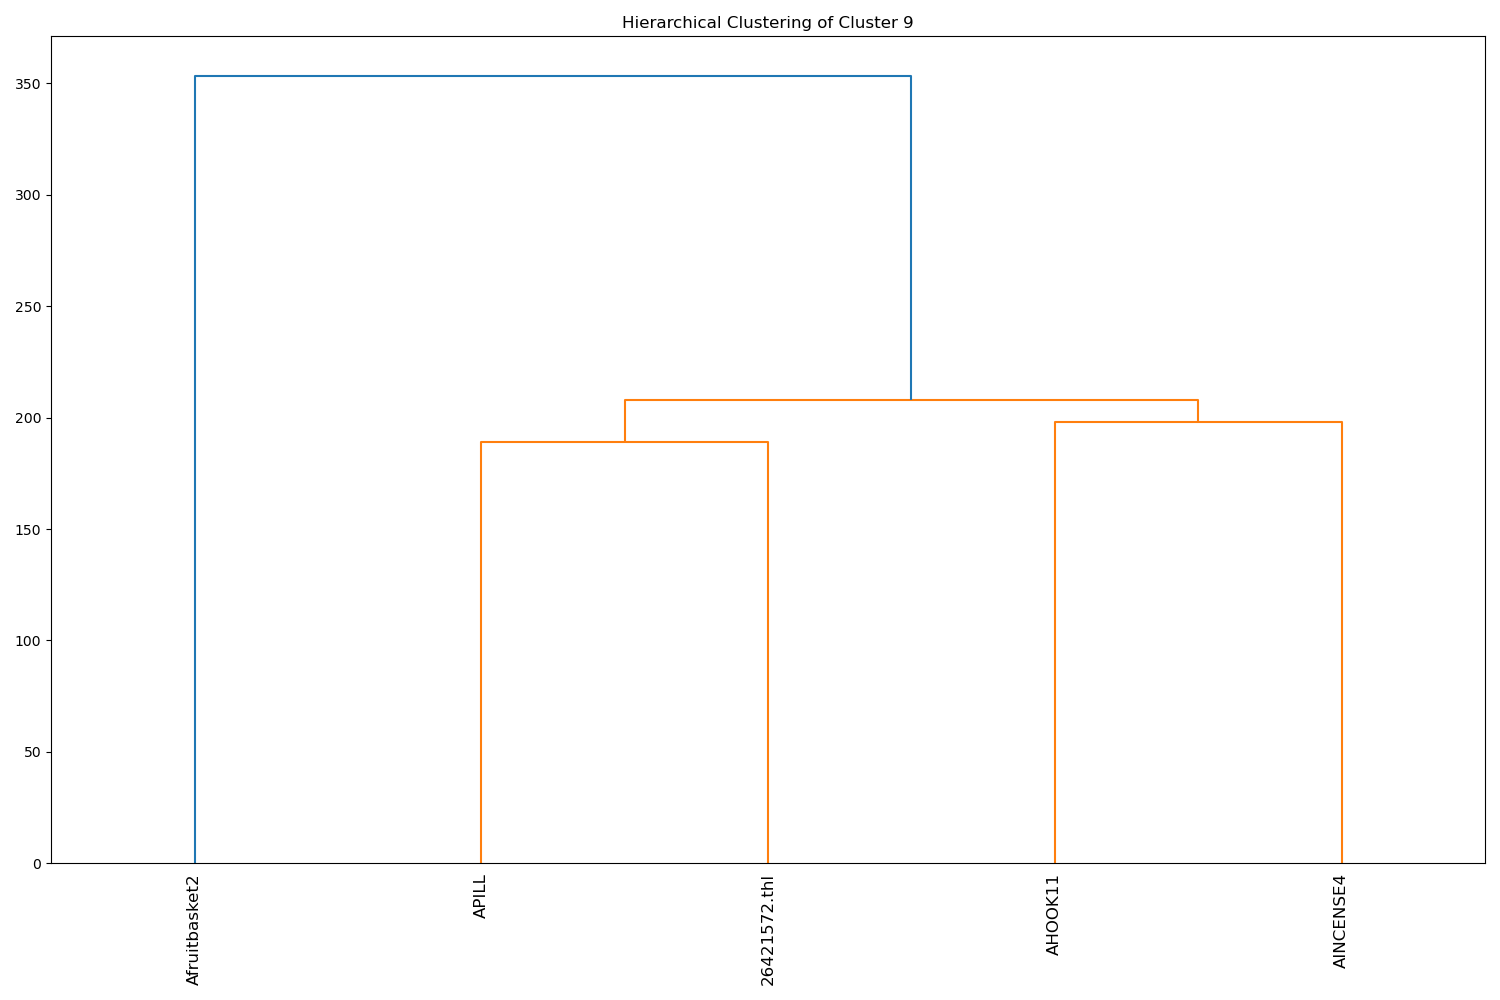 Hierarchical Clustering of Cluster 9
350
300
250
200
150
100
50
0
Afruitbasket2
APILL
26421572.thl
AHOOK11
AINCENSE4